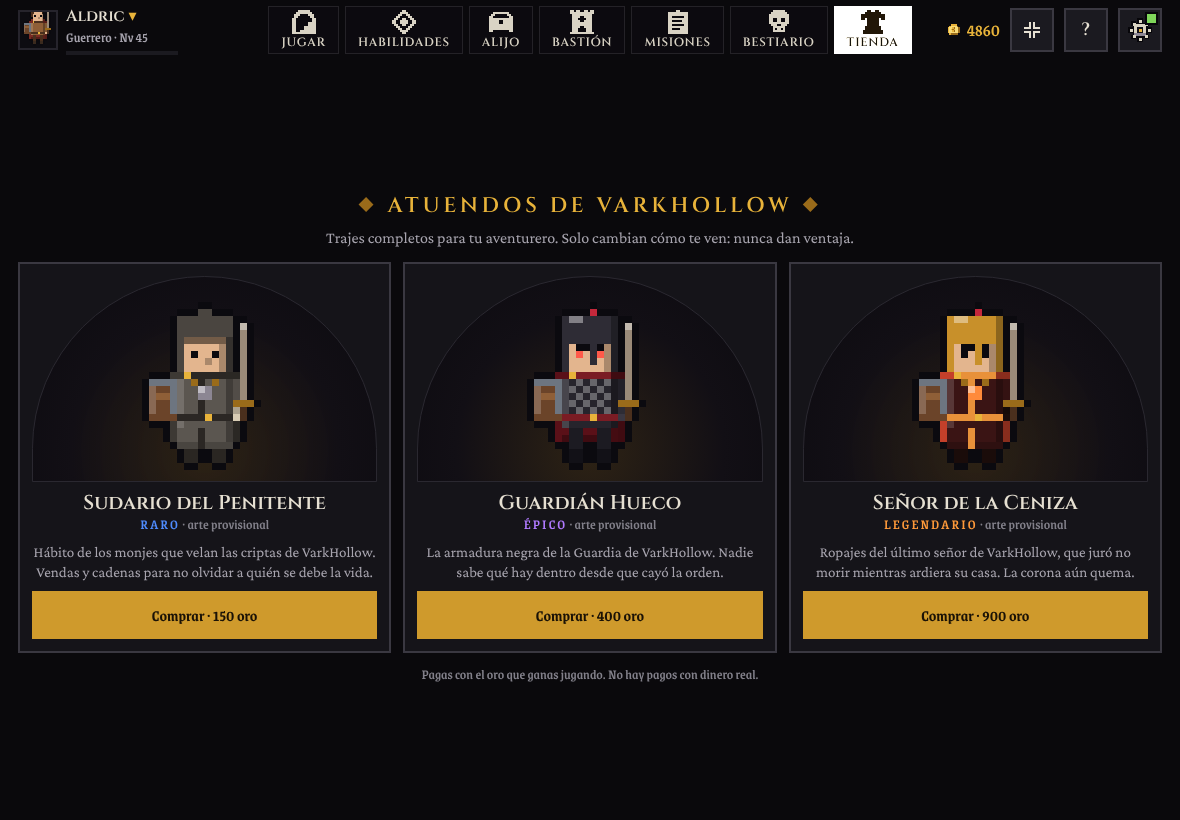 Aldric ▼
Guerrero · Nv 45
JUGAR
HABILIDADES
ALIJO
BASTIÓN
MISIONES
BESTIARIO
TIENDA
4860
?
◆ ATUENDOS DE VARKHOLLOW ◆
Trajes completos para tu aventurero. Solo cambian cómo te ven: nunca dan ventaja.
Sudario del Penitente
RARO · arte provisional
Hábito de los monjes que velan las criptas de VarkHollow.
Vendas y cadenas para no olvidar a quién se debe la vida.
Comprar · 150 oro
Guardián Hueco
ÉPICO · arte provisional
La armadura negra de la Guardia de VarkHollow. Nadie
sabe qué hay dentro desde que cayó la orden.
Comprar · 400 oro
Señor de la Ceniza
LEGENDARIO · arte provisional
Ropajes del último señor de VarkHollow, que juró no
morir mientras ardiera su casa. La corona aún quema.
Comprar · 900 oro
Pagas con el oro que ganas jugando. No hay pagos con dinero real.